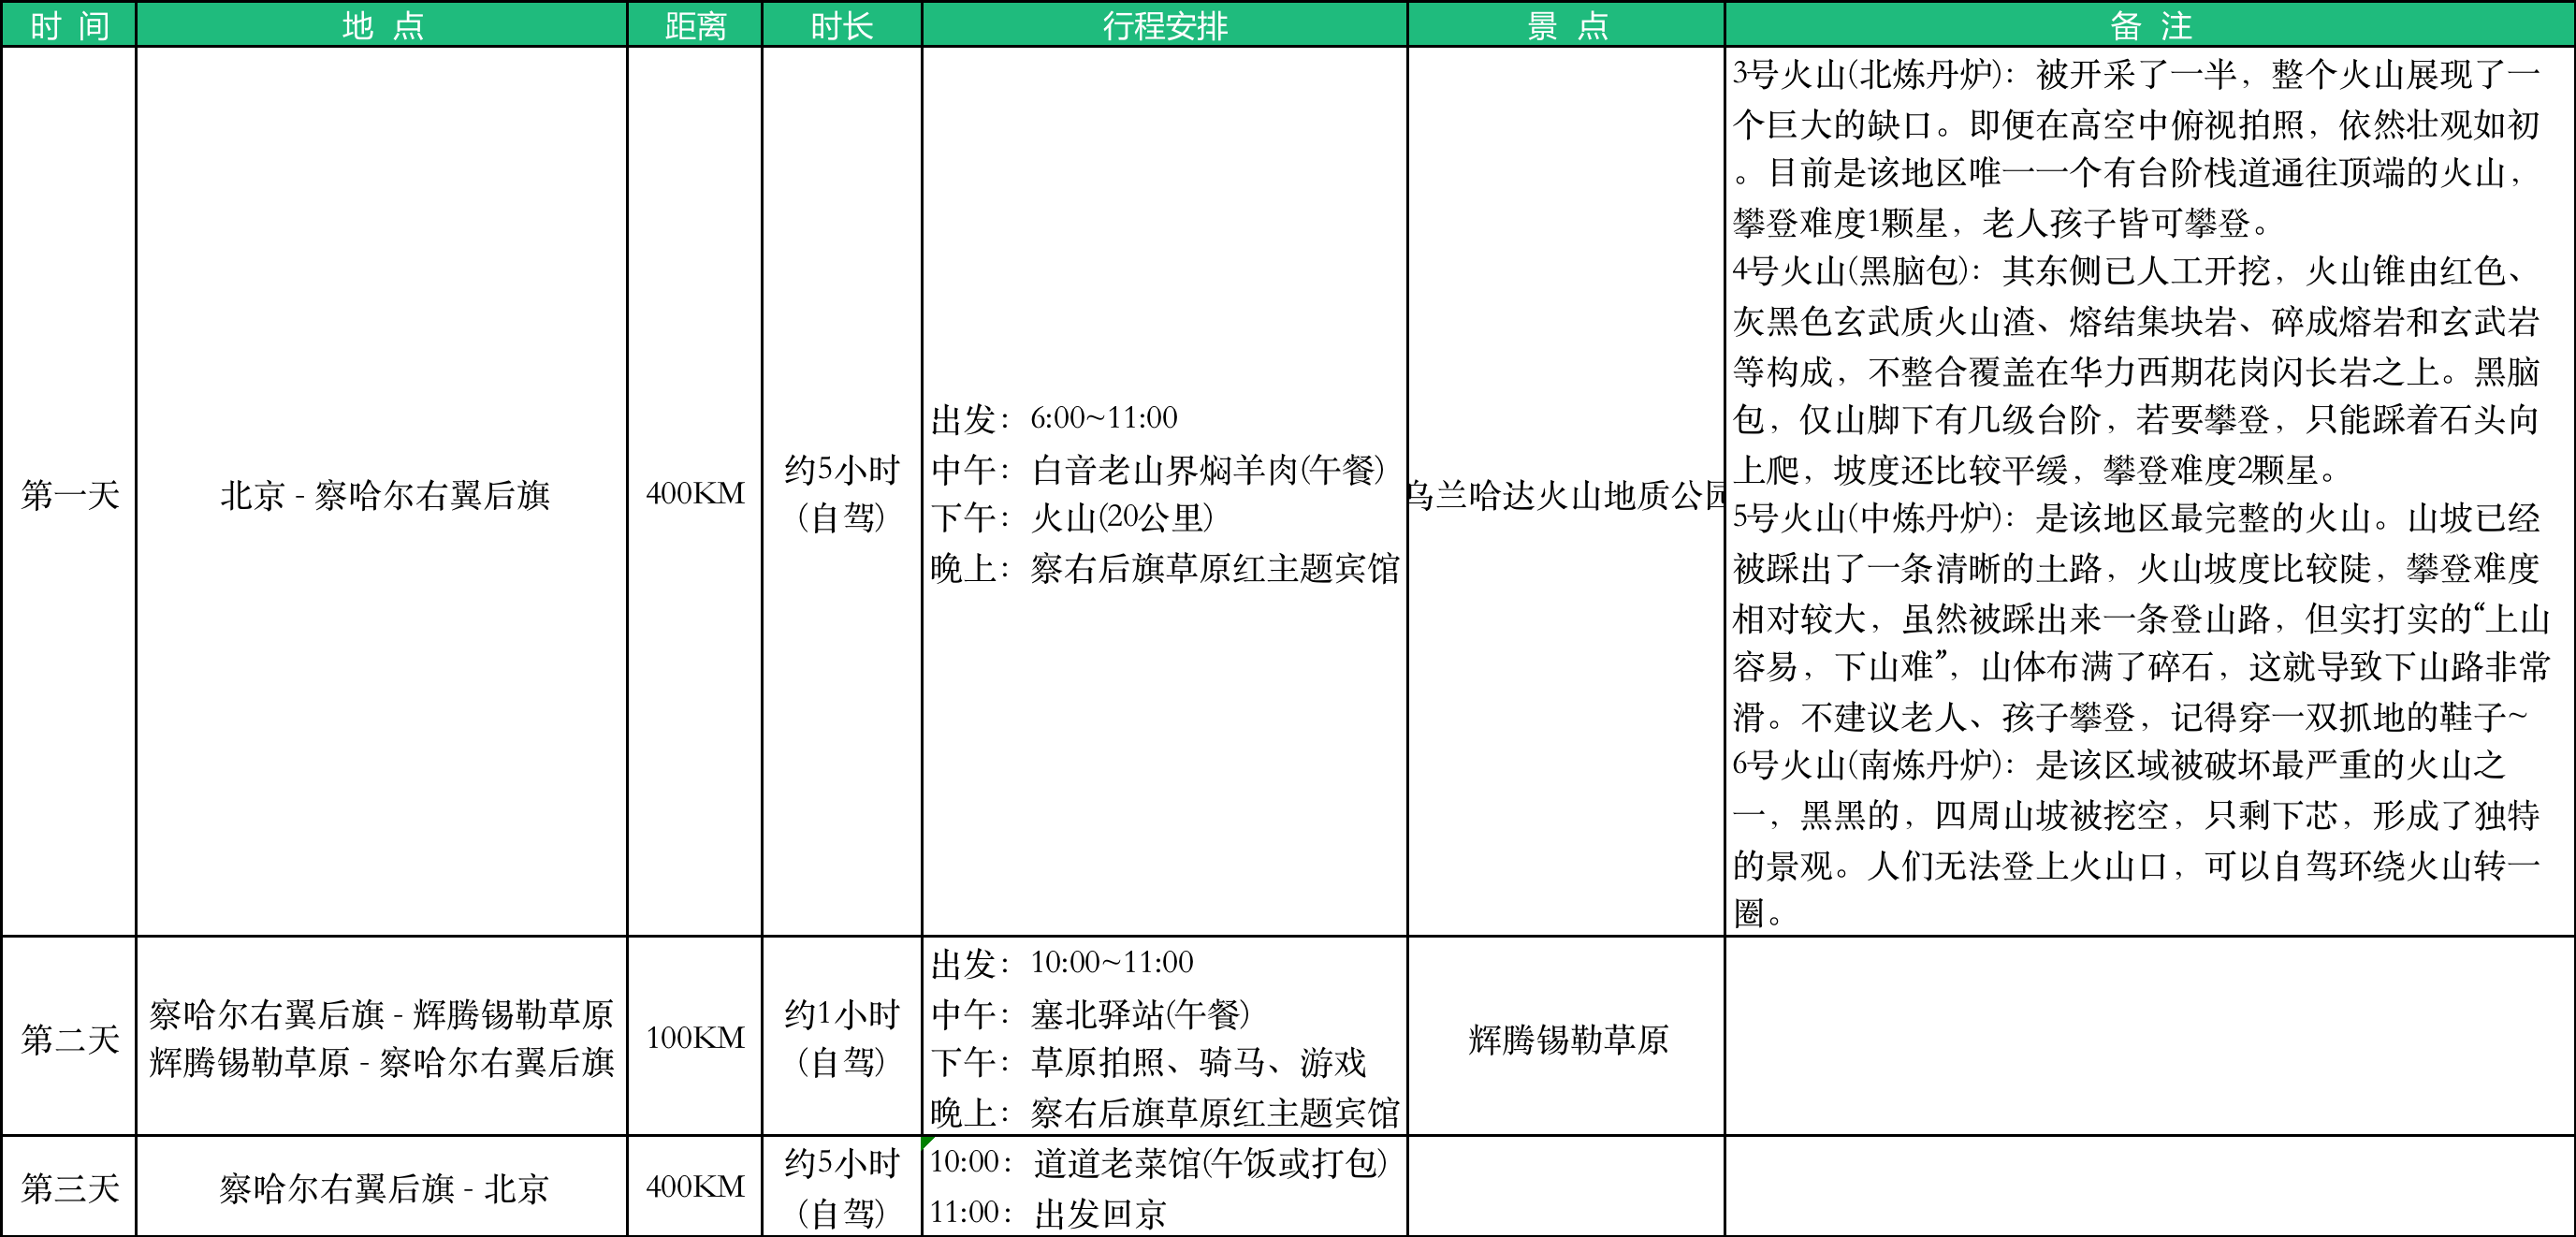 时 间
地 点
距离
时长
行程安排
景 点
备 注
第一天
北京 - 察哈尔右翼后旗
400KM
约5小时
(自驾)
出发：6:00~11:00
中午：白音老山界焖羊肉(午餐)
下午：火山(20公里)
晚上：察右后旗草原红主题宾馆
乌兰哈达火山地质公园
3号火山(北炼丹炉)：被开采了一半，整个火山展现了一
个巨大的缺口。即便在高空中俯视拍照，依然壮观如初
。目前是该地区唯一一个有台阶栈道通往顶端的火山，
攀登难度1颗星，老人孩子皆可攀登。
4号火山(黑脑包)：其东侧已人工开挖，火山锥由红色、
灰黑色玄武质火山渣、熔结集块岩、碎成熔岩和玄武岩
等构成，不整合覆盖在华力西期花岗闪长岩之上。黑脑
包，仅山脚下有几级台阶，若要攀登，只能踩着石头向
上爬，坡度还比较平缓，攀登难度2颗星。
5号火山(中炼丹炉)：是该地区最完整的火山。山坡已经
被踩出了一条清晰的土路，火山坡度比较陡，攀登难度
相对较大，虽然被踩出来一条登山路，但实打实的“上山
容易，下山难”，山体布满了碎石，这就导致下山路非常
滑。不建议老人、孩子攀登，记得穿一双抓地的鞋子~
6号火山(南炼丹炉)：是该区域被破坏最严重的火山之
一，黑黑的，四周山坡被挖空，只剩下芯，形成了独特
的景观。人们无法登上火山口，可以自驾环绕火山转一
圈。
第二天
察哈尔右翼后旗 - 辉腾锡勒草原
辉腾锡勒草原 - 察哈尔右翼后旗
100KM
约1小时
(自驾)
出发：10:00~11:00
中午：塞北驿站(午餐)
下午：草原拍照、骑马、游戏
晚上：察右后旗草原红主题宾馆
辉腾锡勒草原
第三天
察哈尔右翼后旗 - 北京
400KM
约5小时
(自驾)
10:00：道道老菜馆(午饭或打包)
11:00：出发回京